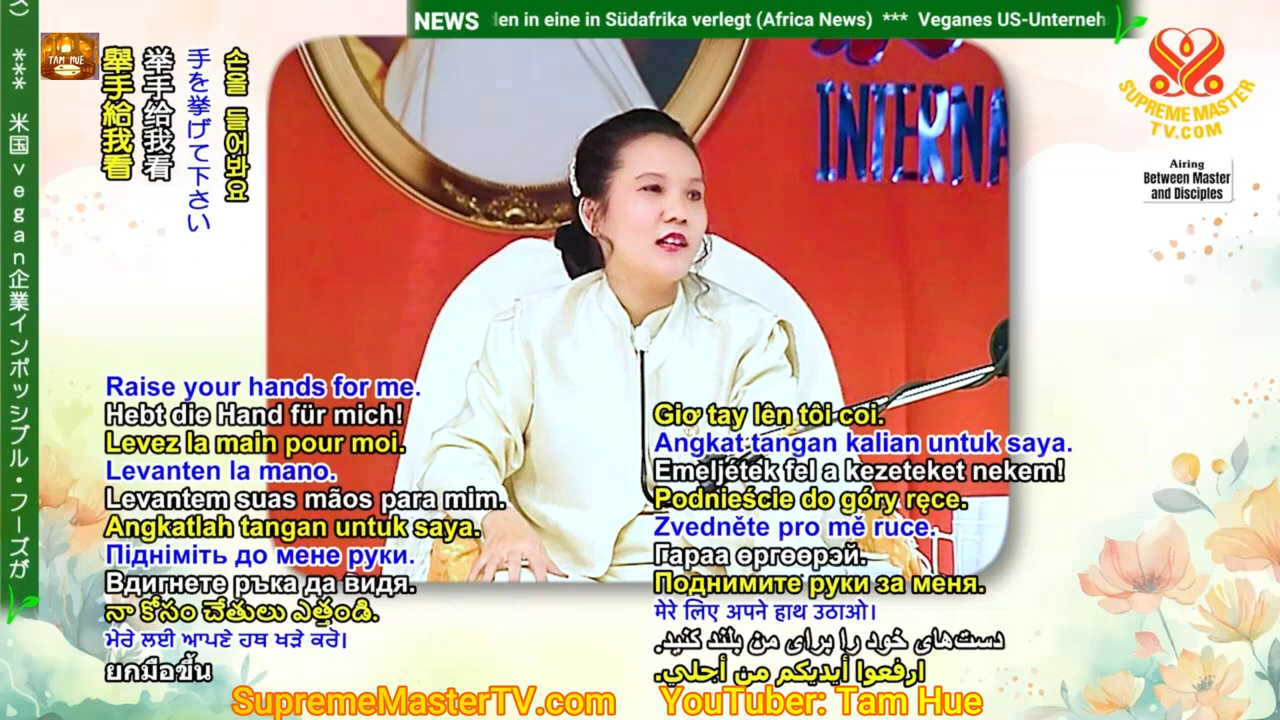 NEWS den in eine in Südafrika verlegt (Africa News) *** Veganes US-Unterneh
*** 米国vegan企業インポッシブル・フーズが
TAM HUE
舉手給我看
挙手给我看
手を挙げて下さい
손을 들어봐요
INTERNA
SUPREME MASTER
TV.COM
Airing
Between Master
and Disciples
Raise your hands for me.
Hebt die Hand für mich!
Levez la main pour moi.
Levanten la mano.
Levantem suas mãos para mim.
Angkatlah tangan untuk saya.
Підніміть до мене руки.
Вдигнете ръка да видя.
నా కోసం చేతులు ఎత్తండి.
ਮੇਰੇ ਲਈ ਆਪਣੇ ਹਥ ਖੜੇ ਕਰੋ।
ยกมือขึ้น
Giơ tay lên tôi coi.
Angkat tangan kalian untuk saya.
Emeljéték fel a kezeteket nekem!
Podnieście do góry ręce.
Zvedněte pro mě ruce.
Гараа өргөөрэй.
Поднимите руки за меня.
मेरे लिए अपने हाथ उठाओ।
دست‌های خود را برای من بلند کنید.
ارفعوا أيديكم من أجلي.
SupremeMasterTV.com YouTuber: Tam Hue